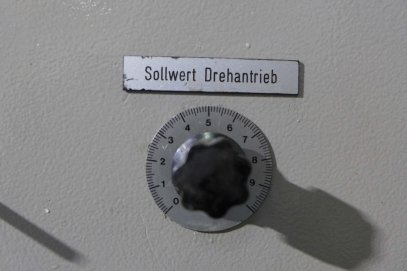 Sollwert Drehantrieb
0 1 2 3 4 5 6 7 8 9